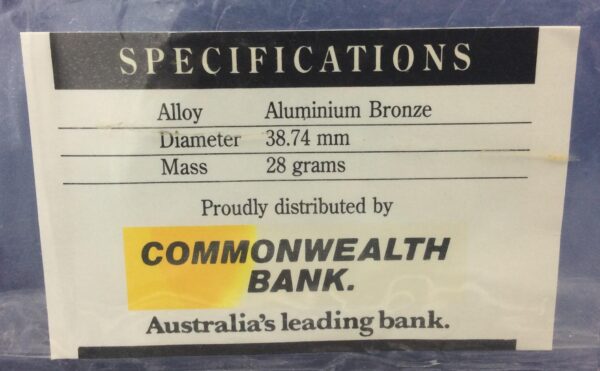 SPECIFICATIONS
Alloy Aluminium Bronze
Diameter 38.74 mm
Mass 28 grams
Proudly distributed by
COMMONWEALTH
BANK.
Australia's leading bank.